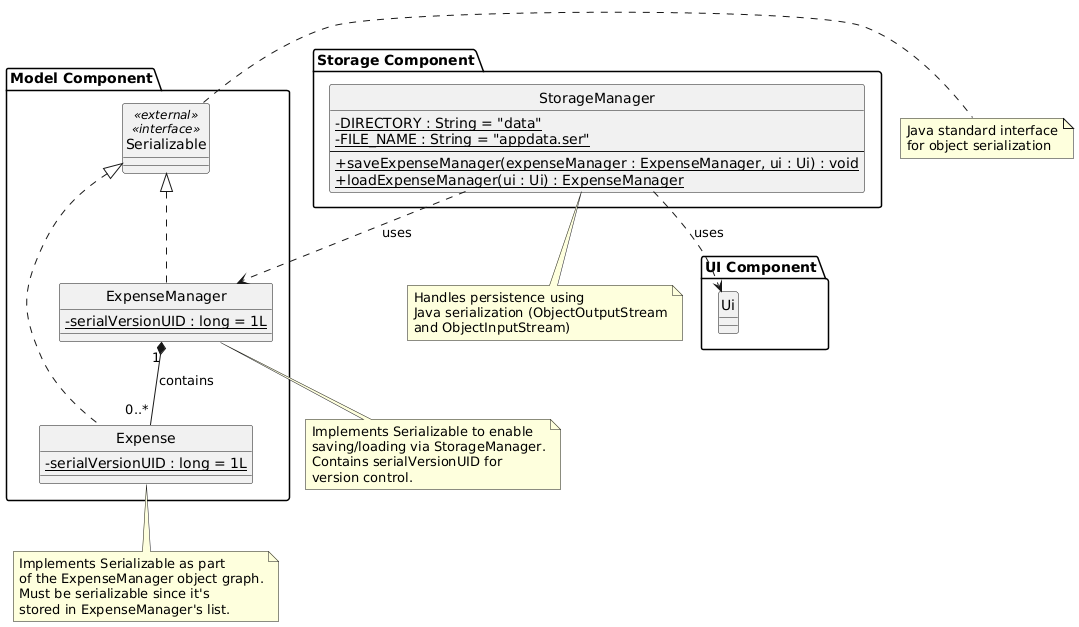 Model Component
«external»
«interface»
Serializable
Storage Component
StorageManager
-DIRECTORY : String = "data"
-FILE_NAME : String = "appdata.ser"
+saveExpenseManager(expenseManager : ExpenseManager, ui : Ui) : void
+loadExpenseManager(ui : Ui) : ExpenseManager
Java standard interface
for object serialization
uses
uses
ExpenseManager
-serialVersionUID : long = 1L
Handles persistence using
Java serialization (ObjectOutputStream
and ObjectInputStream)
UI Component
Ui
1
contains
0..*
Expense
-serialVersionUID : long = 1L
Implements Serializable to enable
saving/loading via StorageManager.
Contains serialVersionUID for
version control.
Implements Serializable as part
of the ExpenseManager object graph.
Must be serializable since it's
stored in ExpenseManager's list.